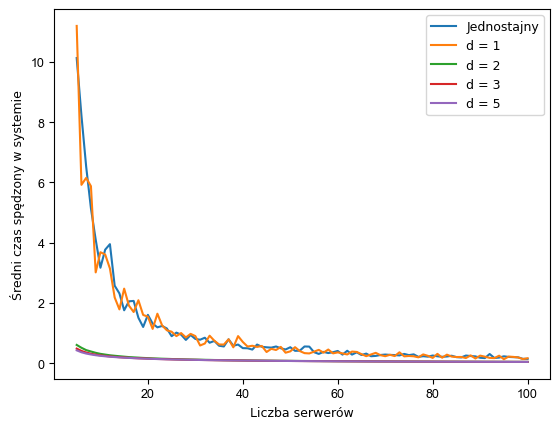 Jednostajny
d = 1
d = 2
d = 3
d = 5
Średni czas spędzony w systemie
10
8
6
4
2
0
20
40
60
80
100
Liczba serwerów